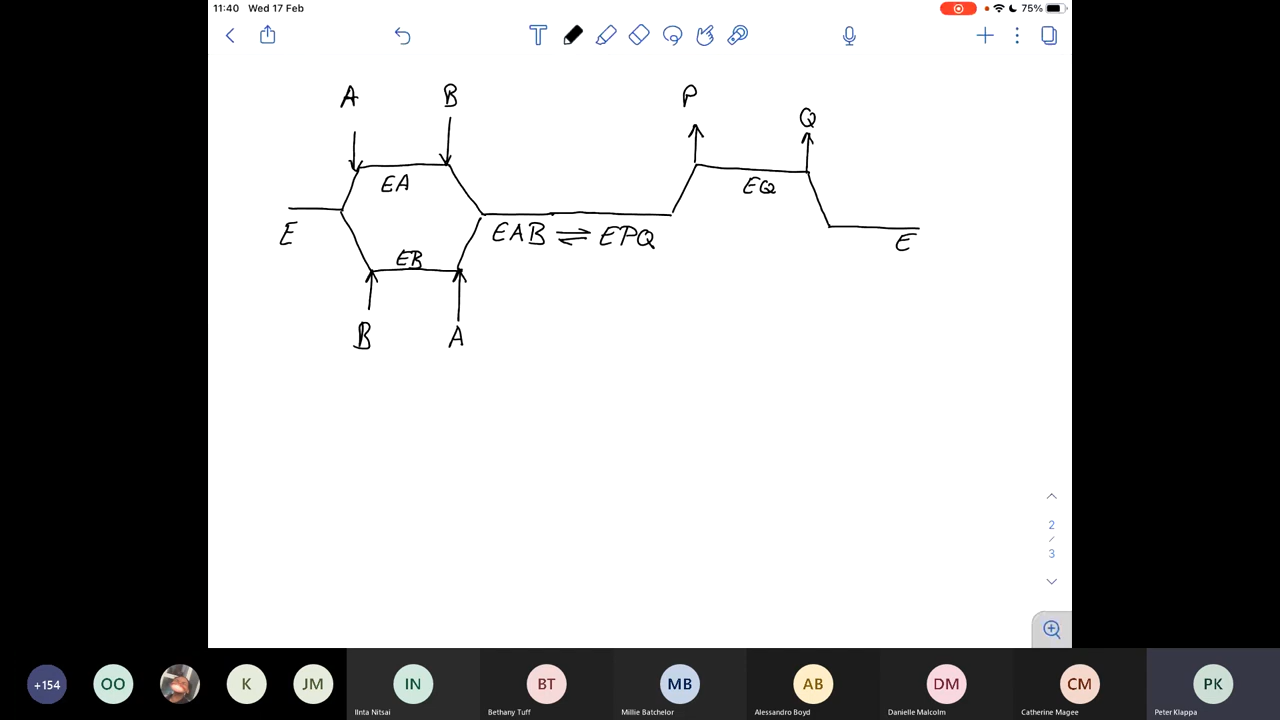 11:40 Wed 17 Feb
75%
A B P Q
EA EQ
E EAB ⇌ EPQ E
EB
B A
2
/
3
+154 OO K JM IN BT MB AB DM CM PK
Ilnta Nitsai Bethany Tuff Millie Batchelor Alessandro Boyd Danielle Malcolm Catherine Magee Peter Klappa